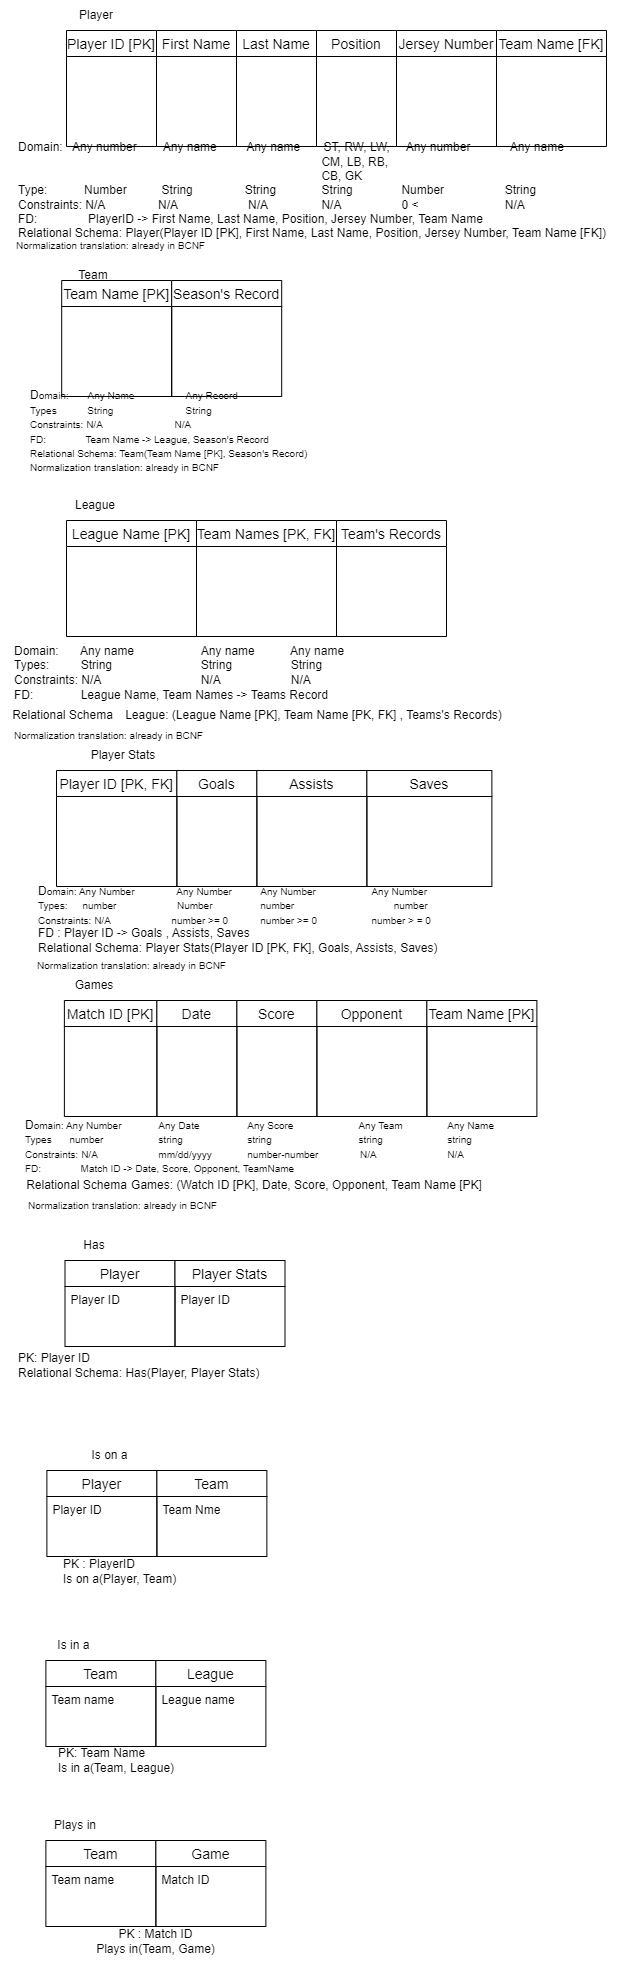 Player
Player ID [PK] First Name Last Name Position Jersey Number Team Name [FK]
Domain: Any number Any name Any name ST, RW, LW, Any number Any name
CM, LB, RB,
CB, GK
Type: Number String String String Number String
Constraints: N/A N/A N/A N/A 0 < N/A
FD: PlayerID -> First Name, Last Name, Position, Jersey Number, Team Name
Relational Schema: Player(Player ID [PK], First Name, Last Name, Position, Jersey Number, Team Name [FK])
Normalization translation: already in BCNF
Team
Team Name [PK] Season's Record
Domain: Any Name Any Record
Types String String
Constraints: N/A N/A
FD: Team Name -> League, Season's Record
Relational Schema: Team(Team Name [PK], Season's Record)
Normalization translation: already in BCNF
League
League Name [PK] Team Names [PK, FK] Team's Records
Domain: Any name Any name Any name
Types: String String String
Constraints: N/A N/A N/A
FD: League Name, Team Names -> Teams Record
Relational Schema League: (League Name [PK], Team Name [PK, FK] , Teams's Records)
Normalization translation: already in BCNF
Player Stats
Player ID [PK, FK] Goals Assists Saves
Domain: Any Number Any Number Any Number Any Number
Types: number Number number number
Constraints: N/A number >= 0 number >= 0 number > = 0
FD : Player ID -> Goals , Assists, Saves
Relational Schema: Player Stats(Player ID [PK, FK], Goals, Assists, Saves)
Normalization translation: already in BCNF
Games
Match ID [PK] Date Score Opponent Team Name [PK]
Domain: Any Number Any Date Any Score Any Team Any Name
Types number string string string string
Constraints: N/A mm/dd/yyyy number-number N/A N/A
FD: Match ID -> Date, Score, Opponent, TeamName
Relational Schema Games: (Watch ID [PK], Date, Score, Opponent, Team Name [PK]
Normalization translation: already in BCNF
Has
Player Player Stats
Player ID Player ID
PK: Player ID
Relational Schema: Has(Player, Player Stats)
Is on a
Player Team
Player ID Team Nme
PK : PlayerID
Is on a(Player, Team)
Is in a
Team League
Team name League name
PK: Team Name
Is in a(Team, League)
Plays in
Team Game
Team name Match ID
PK : Match ID
Plays in(Team, Game)